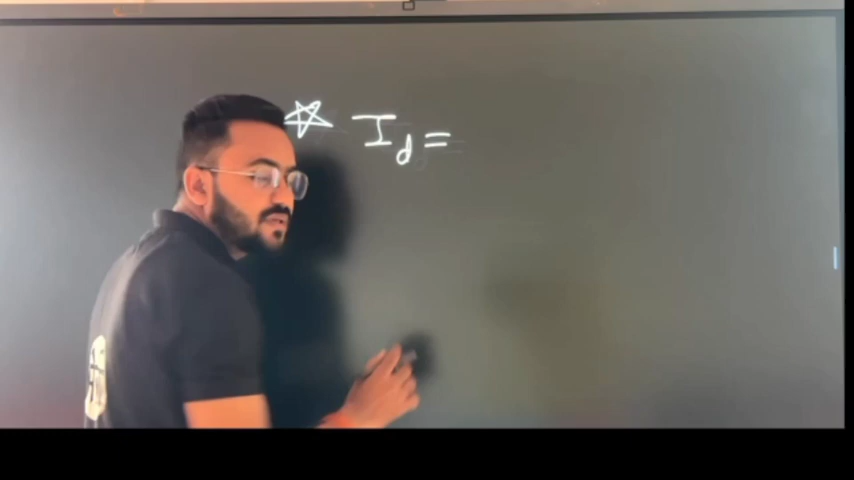 ☆ I_d =